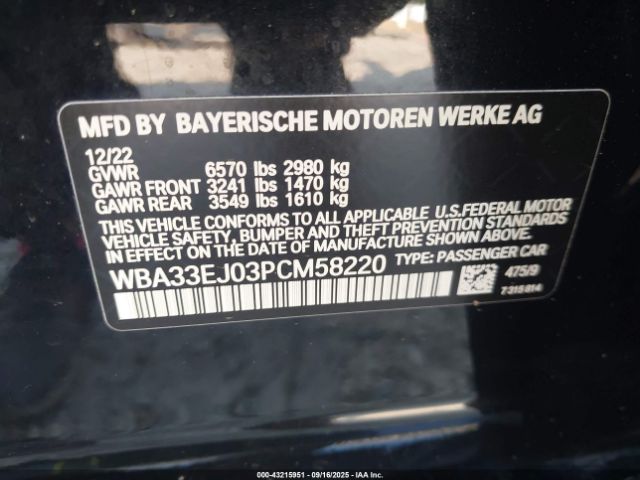 MFD BY BAYERISCHE MOTOREN WERKE AG
12/22
GVWR 6570 lbs 2980 kg
GAWR FRONT 3241 lbs 1470 kg
GAWR REAR 3549 lbs 1610 kg
THIS VEHICLE CONFORMS TO ALL APPLICABLE U.S.FEDERAL MOTOR
VEHICLE SAFETY, BUMPER AND THEFT PREVENTION STANDARDS
IN EFFECT ON THE DATE OF MANUFACTURE SHOWN ABOVE.
WBA33EJ03PCM58220 TYPE: PASSENGER CAR
475/9
7315814
000-43215951 - 09/16/2025 - IAAI, Inc.